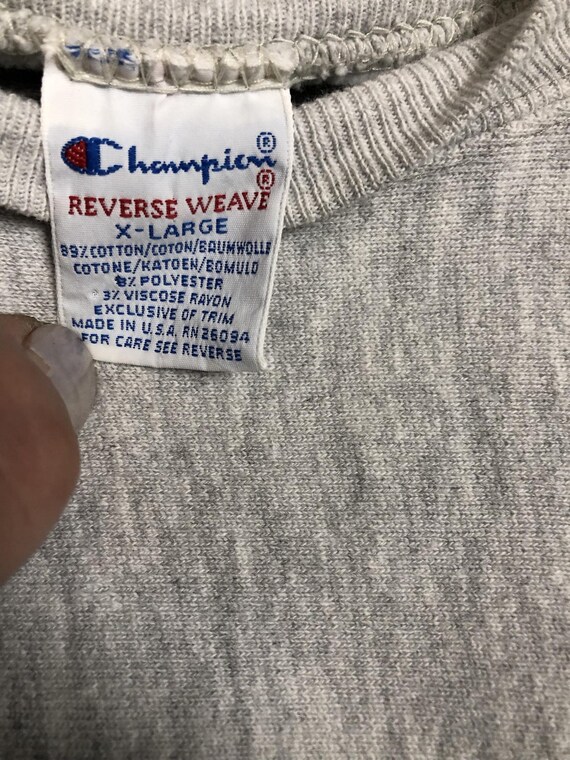 Champion®
REVERSE WEAVE®
X-LARGE
89% COTTON/COTON/BAUMWOLLE
COTONE/KATOEN/BOMULD
8% POLYESTER
3% VISCOSE RAYON
EXCLUSIVE OF TRIM
MADE IN U.S.A. RN 26094
FOR CARE SEE REVERSE